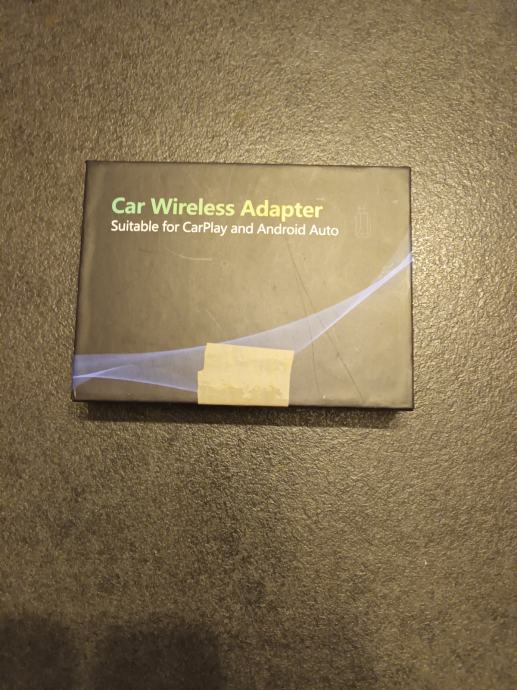 Car Wireless Adapter
Suitable for CarPlay and Android Auto